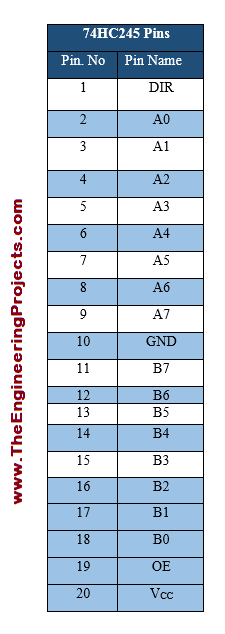 74HC245 Pins
Pin. No Pin Name
1 DIR
2 A0
3 A1
4 A2
5 A3
6 A4
7 A5
8 A6
9 A7
10 GND
11 B7
12 B6
13 B5
14 B4
15 B3
16 B2
17 B1
18 B0
19 OE
20 Vcc
www.TheEngineeringProjects.com